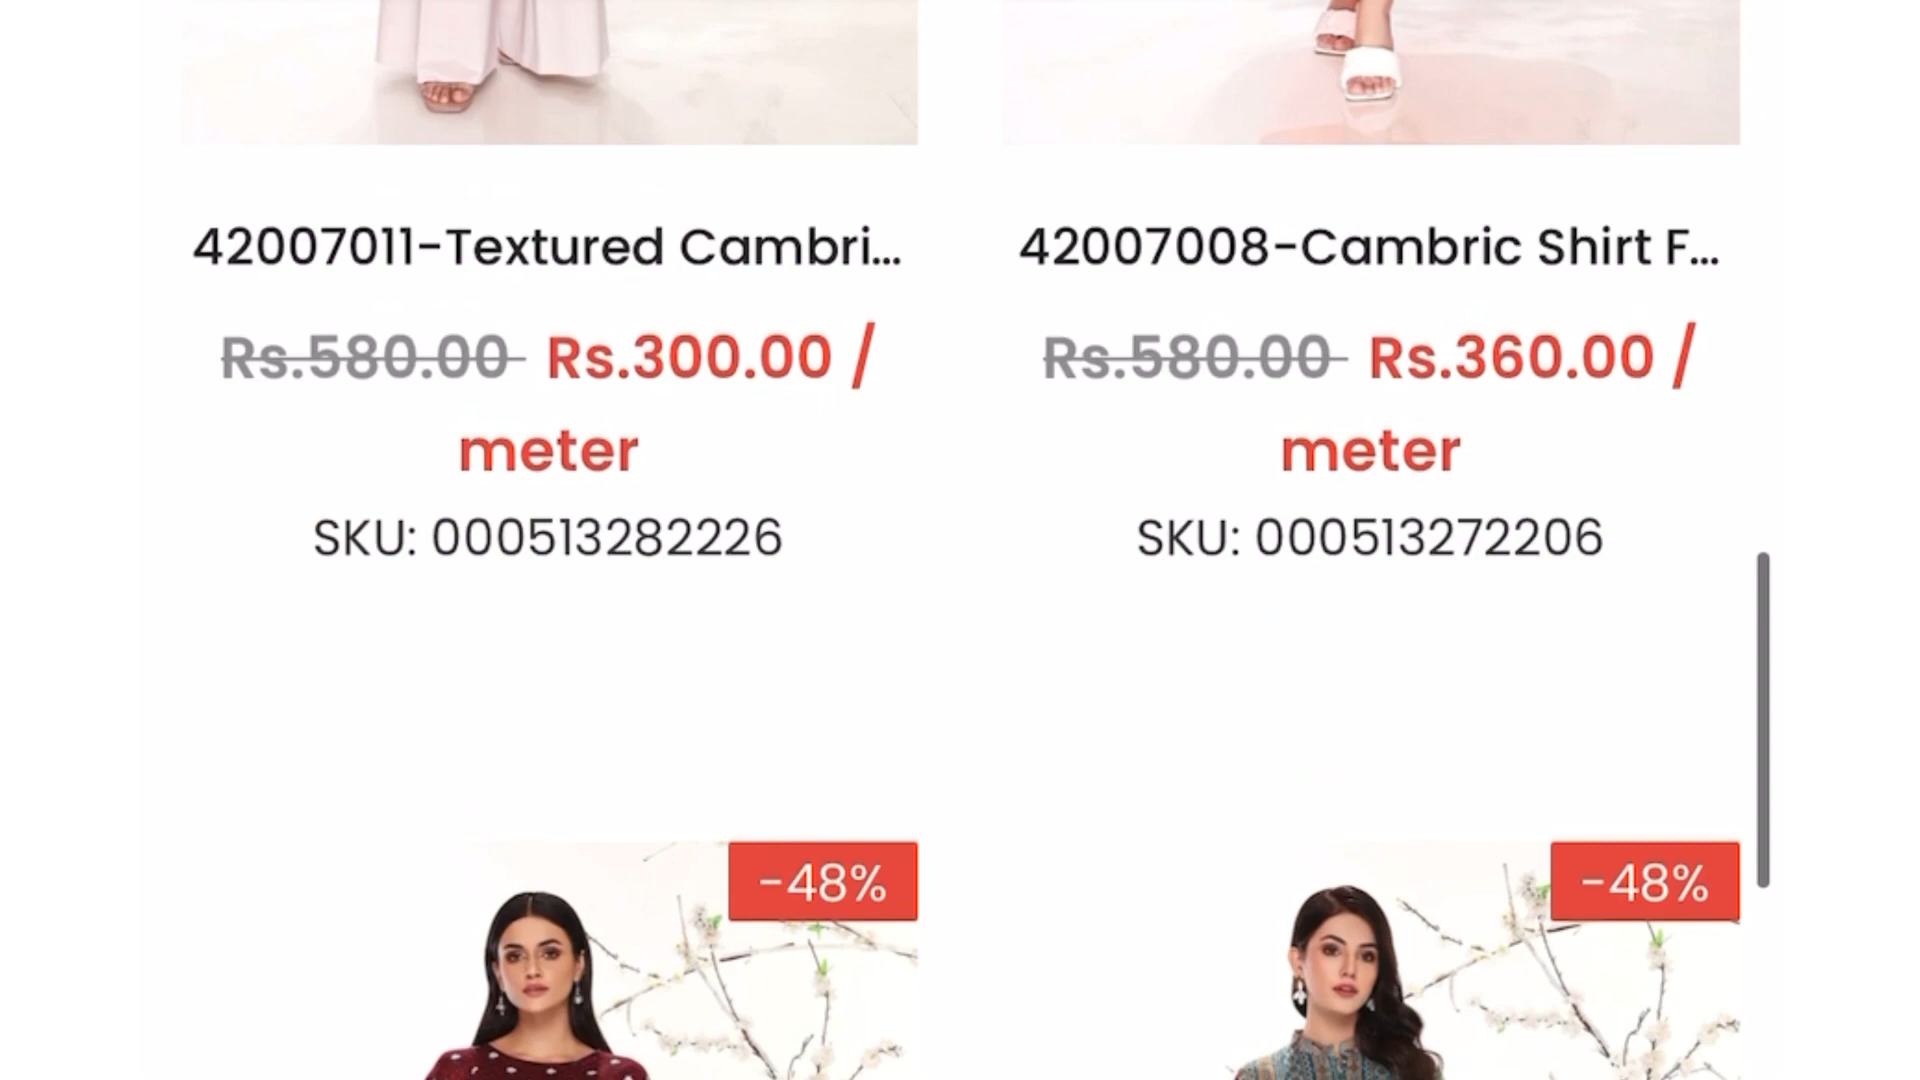 42007011-Textured Cambri...
Rs.580.00 Rs.300.00 /
meter
SKU: 000513282226
42007008-Cambric Shirt F...
Rs.580.00 Rs.360.00 /
meter
SKU: 000513272206
-48%
-48%